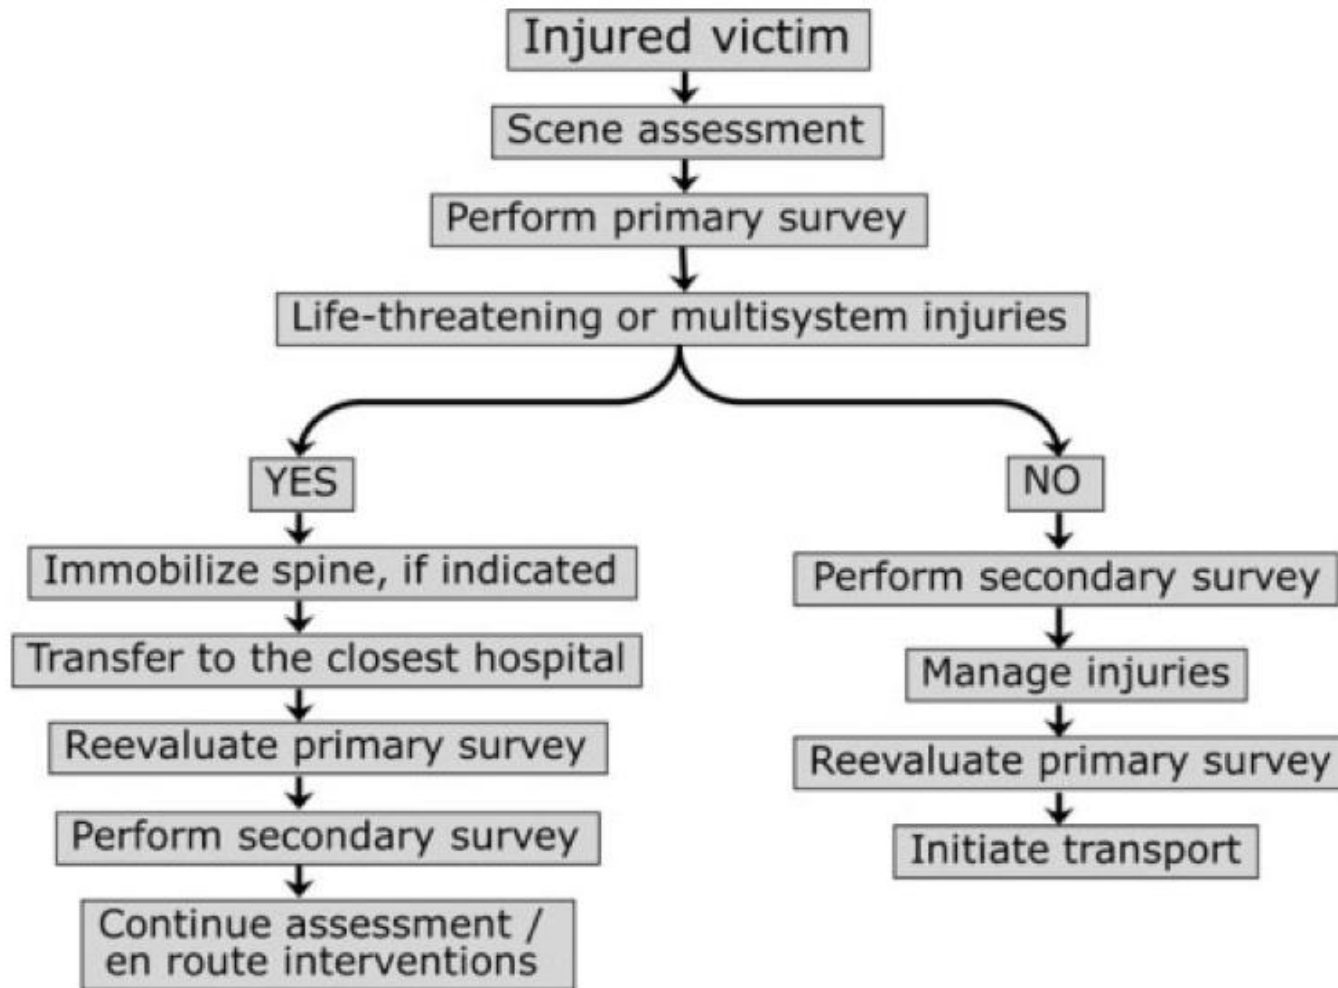 Injured victim
Scene assessment
Perform primary survey
Life-threatening or multisystem injuries
YES
Immobilize spine, if indicated
Transfer to the closest hospital
Reevaluate primary survey
Perform secondary survey
Continue assessment /
en route interventions
NO
Perform secondary survey
Manage injuries
Reevaluate primary survey
Initiate transport